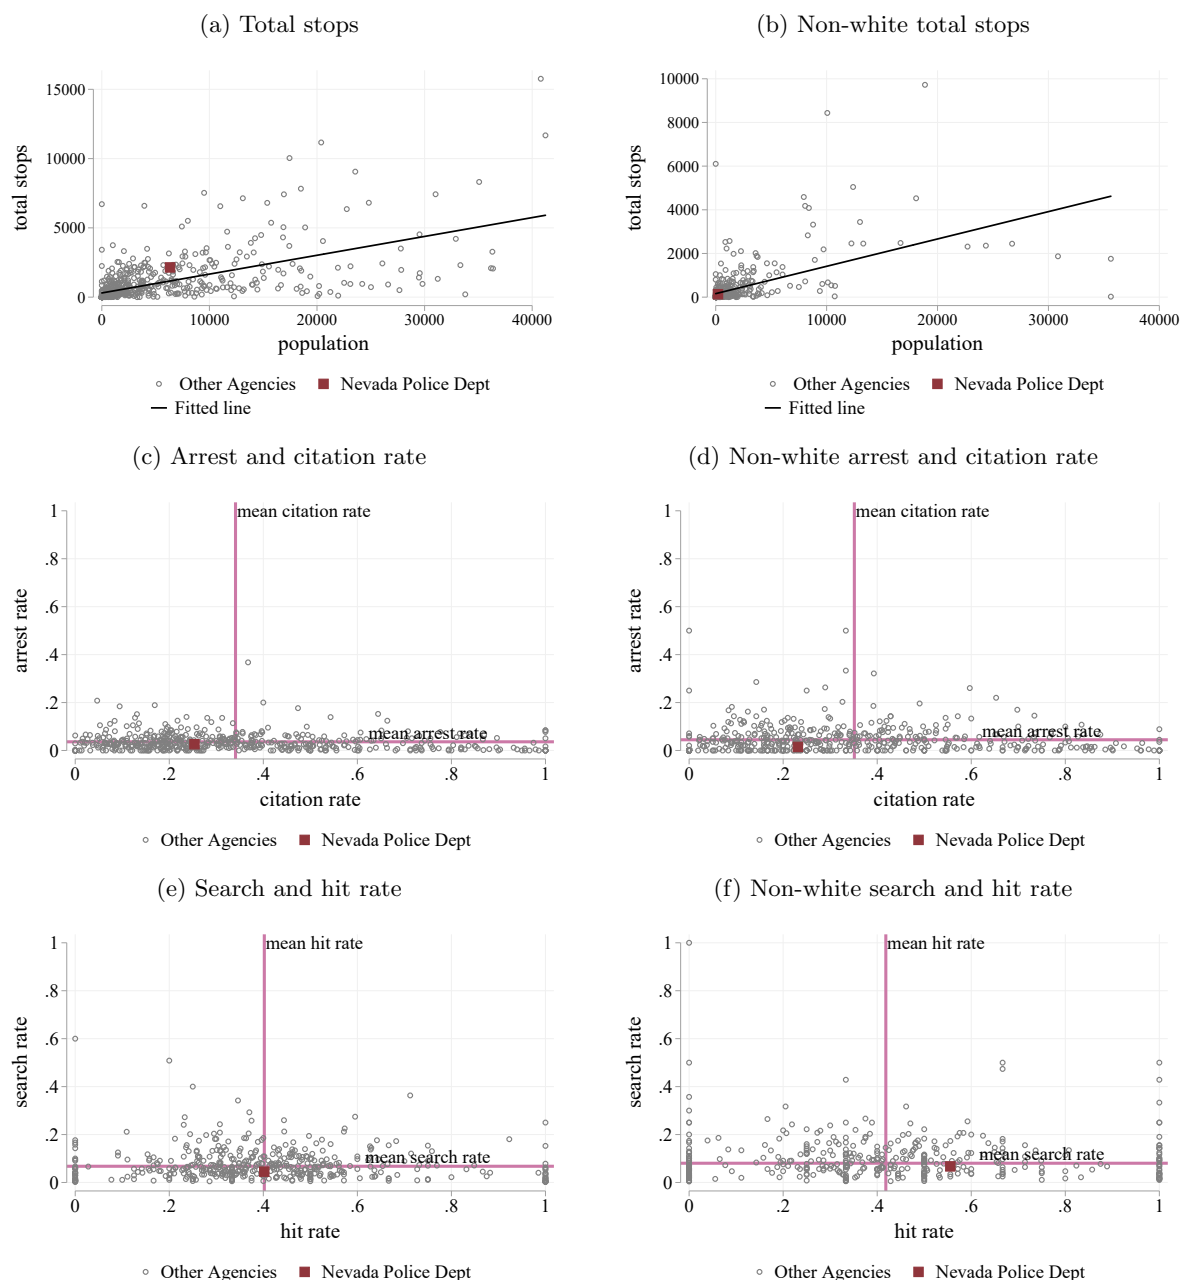 (a) Total stops
(b) Non-white total stops
total stops
15000
10000
5000
0
0 10000 20000 30000 40000
population
Other Agencies Nevada Police Dept
Fitted line
total stops
10000
8000
6000
4000
2000
0
0 10000 20000 30000 40000
population
Other Agencies Nevada Police Dept
Fitted line
(c) Arrest and citation rate
(d) Non-white arrest and citation rate
arrest rate
1
.8
.6
.4
.2
0
mean citation rate
mean arrest rate
0 .2 .4 .6 .8 1
citation rate
Other Agencies Nevada Police Dept
arrest rate
1
.8
.6
.4
.2
0
mean citation rate
mean arrest rate
0 .2 .4 .6 .8 1
citation rate
Other Agencies Nevada Police Dept
(e) Search and hit rate
(f) Non-white search and hit rate
search rate
1
.8
.6
.4
.2
0
mean hit rate
mean search rate
0 .2 .4 .6 .8 1
hit rate
Other Agencies Nevada Police Dept
search rate
1
.8
.6
.4
.2
0
mean hit rate
mean search rate
0 .2 .4 .6 .8 1
hit rate
Other Agencies Nevada Police Dept